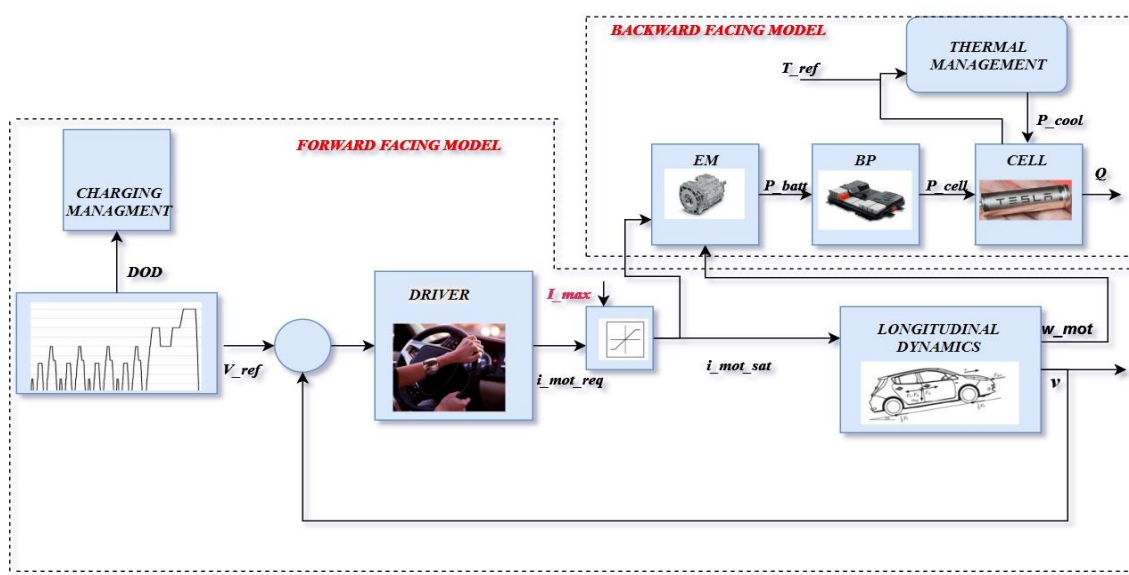 BACKWARD FACING MODEL
THERMAL
MANAGEMENT
T_ref
P_cool
FORWARD FACING MODEL
CHARGING
MANAGMENT
EM
P_batt
BP
P_cell
CELL
TESLA
Q
DOD
V_ref
DRIVER
i_mot_req
I_max
i_mot_sat
LONGITUDINAL
DYNAMICS
w_mot
v